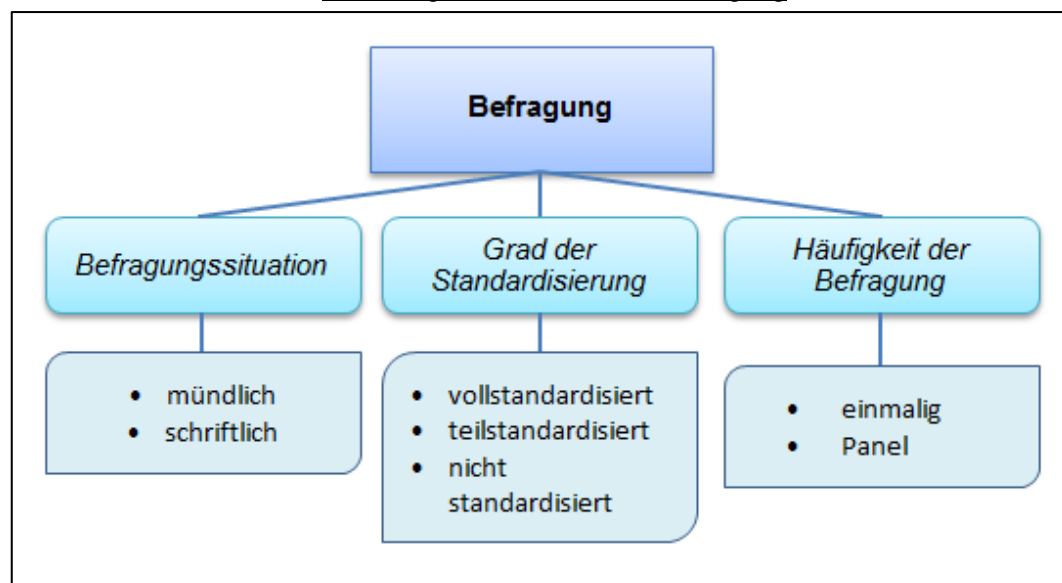 Befragung
Befragungssituation
Grad der
Standardisierung
Häufigkeit der
Befragung
• mündlich
• schriftlich
• vollstandardisiert
• teilstandardisiert
• nicht
standardisiert
• einmalig
• Panel